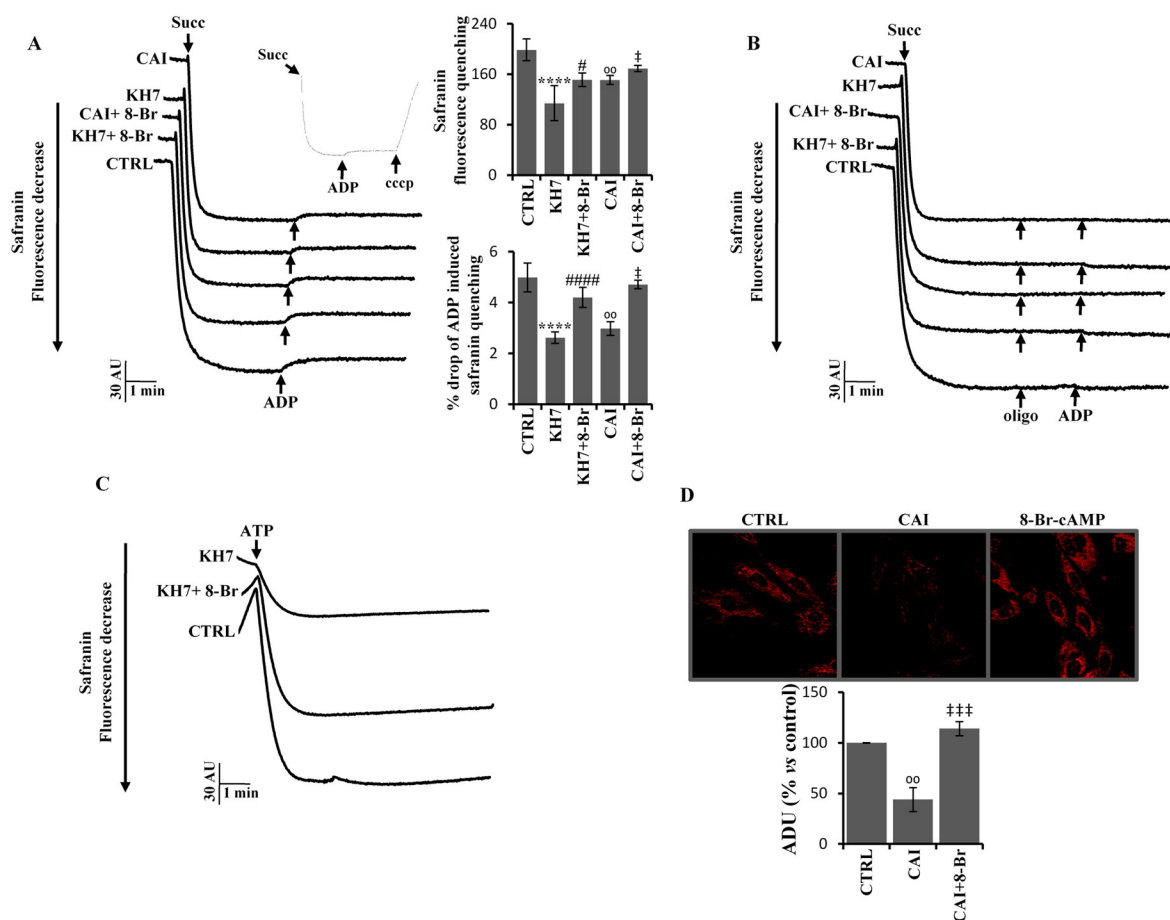 A
Succ
CAI
KH7
CAI+ 8-Br
KH7+ 8-Br
CTRL
Safranin
Fluorescence decrease
30 AU
1 min
ADP
Succ
ADP
cccp
Safranin
fluorescence quenching
240
160
80
0
****
#
oo
‡
CTRL
KH7
KH7+8-Br
CAI
CAI+8-Br
% drop of ADP induced
safranin quenching
6
4
2
0
****
####
oo
‡
CTRL
KH7
KH7+8-Br
CAI
CAI+8-Br
B
Succ
CAI
KH7
CAI+ 8-Br
KH7+ 8-Br
CTRL
Safranin
Fluorescence decrease
30 AU
1 min
oligo
ADP
C
ATP
KH7
KH7+ 8-Br
CTRL
Safranin
Fluorescence decrease
30 AU
1 min
D
CTRL CAI 8-Br-cAMP
ADU (% vs control)
150
100
50
0
oo
‡‡‡
CTRL
CAI
CAI+8-Br